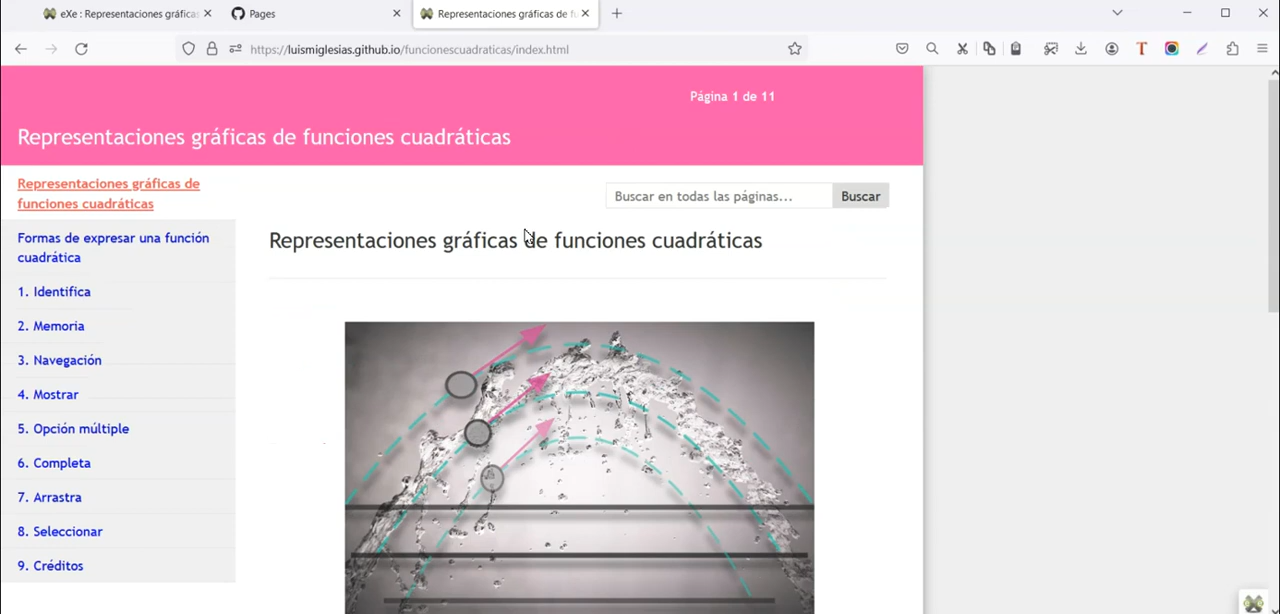 eXe : Representaciones gráficas
Pages
Representaciones gráficas de fu
https://luismiglesias.github.io/funcionescuadraticas/index.html
T
Página 1 de 11
Representaciones gráficas de funciones cuadráticas
Representaciones gráficas de
funciones cuadráticas
Buscar en todas las páginas...
Buscar
Formas de expresar una función
cuadrática
1. Identifica
2. Memoria
3. Navegación
4. Mostrar
5. Opción múltiple
6. Completa
7. Arrastra
8. Seleccionar
9. Créditos
Representaciones gráficas de funciones cuadráticas